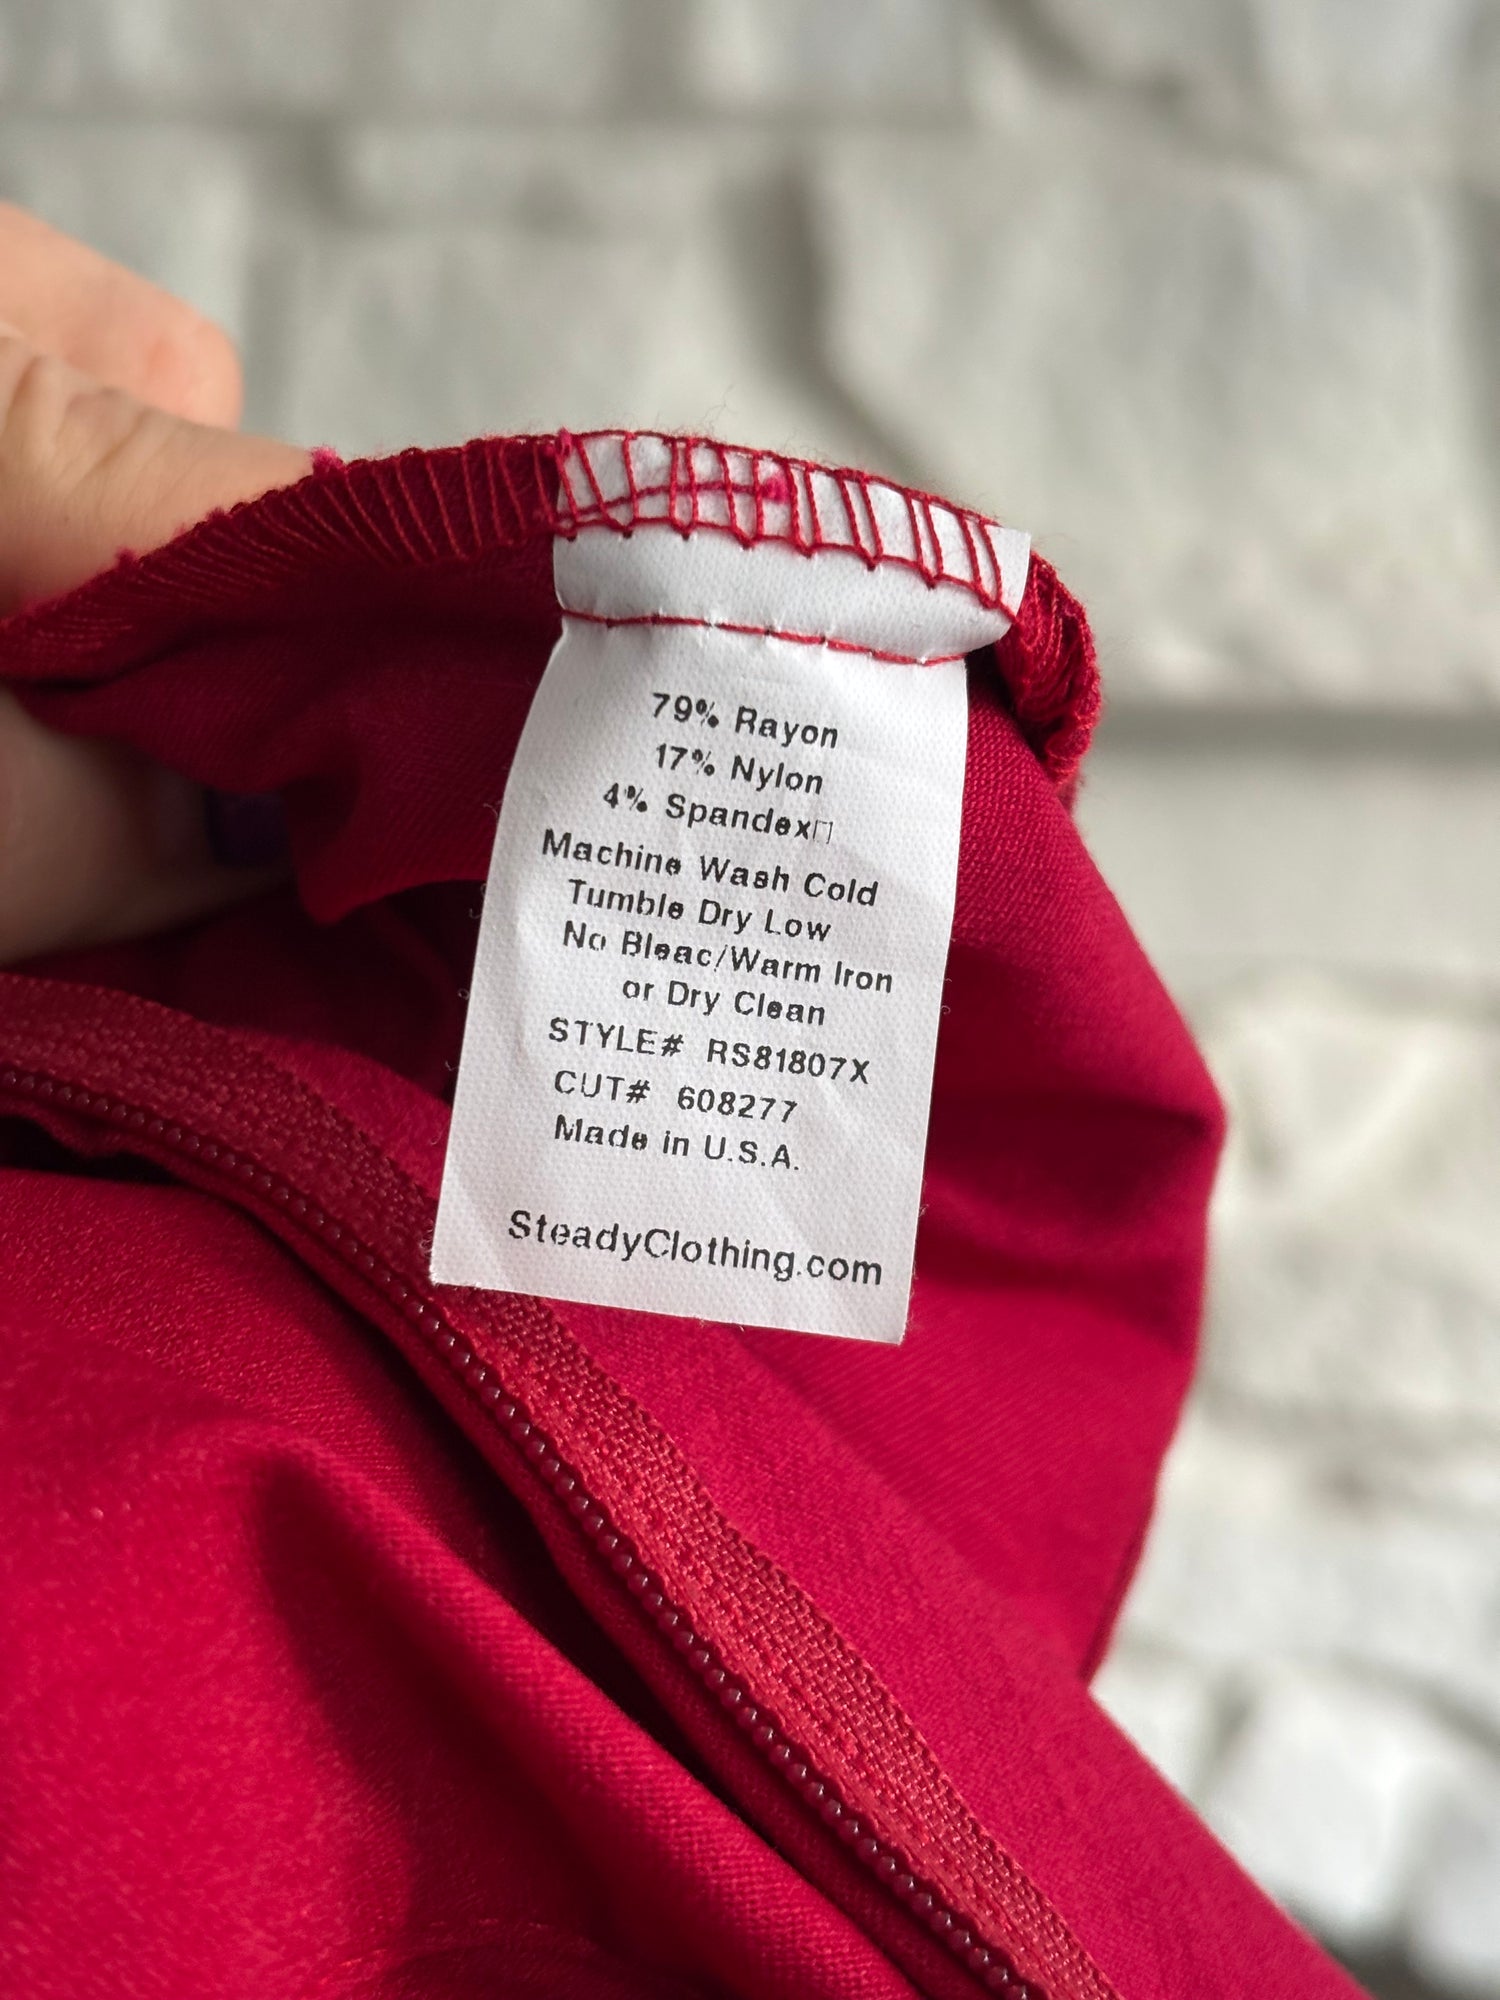 79% Rayon
17% Nylon
4% Spandex□
Machine Wash Cold
Tumble Dry Low
No Bleac/Warm Iron
or Dry Clean
STYLE# RS81807X
CUT# 608277
Made in U.S.A.
SteadyClothing.com